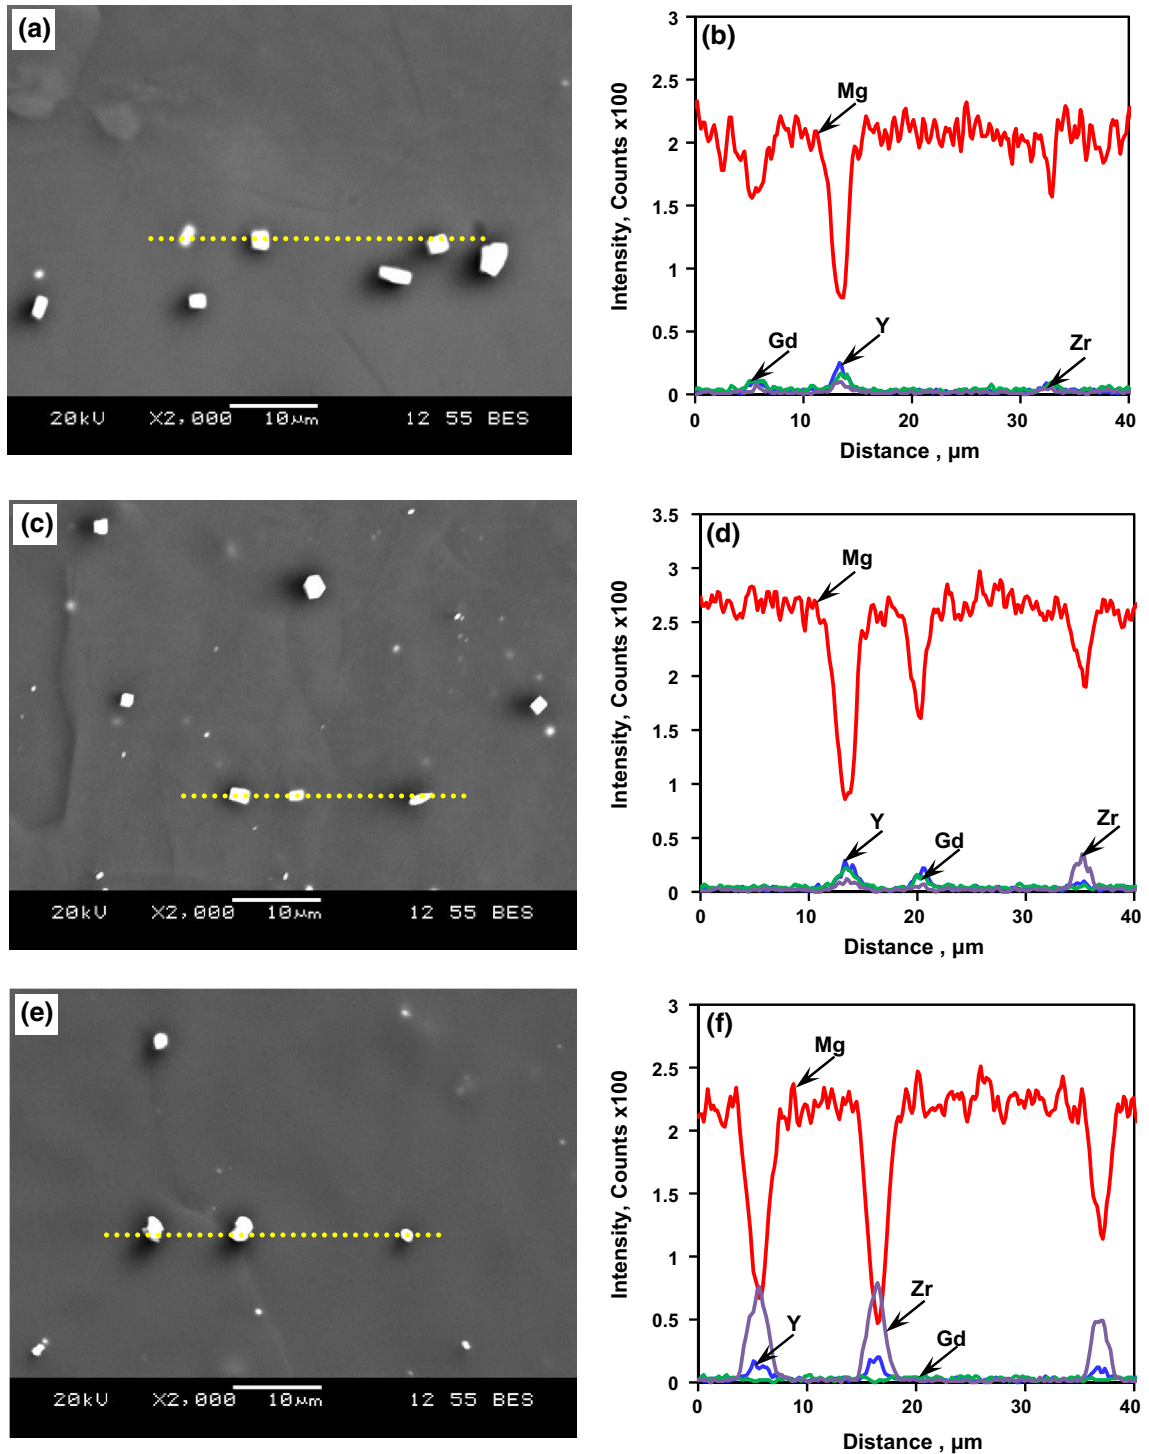 (a)
20kV X2,000 10μm 12 55 BES
(b)
3
2.5
2
1.5
1
0.5
0
Intensity, Counts x100
Mg
Gd
Y
Zr
0 10 20 30 40
Distance , μm
(c)
20kV X2,000 10μm 12 55 BES
(d)
3.5
3
2.5
2
1.5
1
0.5
0
Intensity, Counts x100
Mg
Y
Gd
Zr
0 10 20 30 40
Distance , μm
(e)
20kV X2,000 10μm 12 55 BES
(f)
3
2.5
2
1.5
1
0.5
0
Intensity, Counts x100
Mg
Y
Zr
Gd
0 10 20 30 40
Distance , μm